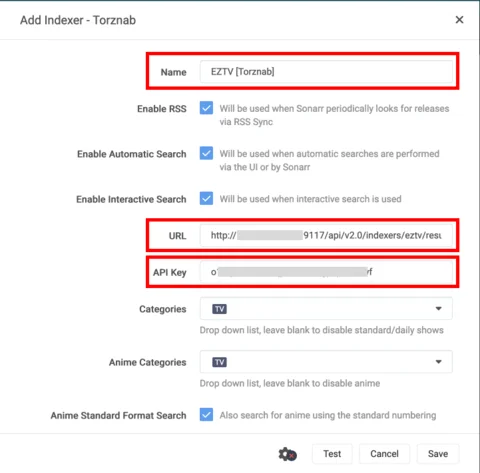 Add Indexer - Torznab
Name EZTV [Torznab]
Enable RSS Will be used when Sonarr periodically looks for releases
via RSS Sync
Enable Automatic Search Will be used when automatic searches are performed
via the UI or by Sonarr
Enable Interactive Search Will be used when interactive search is used
URL http:// 9117/api/v2.0/indexers/eztv/resu
API Key
Categories TV
Drop down list, leave blank to disable standard/daily shows
Anime Categories TV
Drop down list, leave blank to disable anime
Anime Standard Format Search Also search for anime using the standard numbering
Test Cancel Save